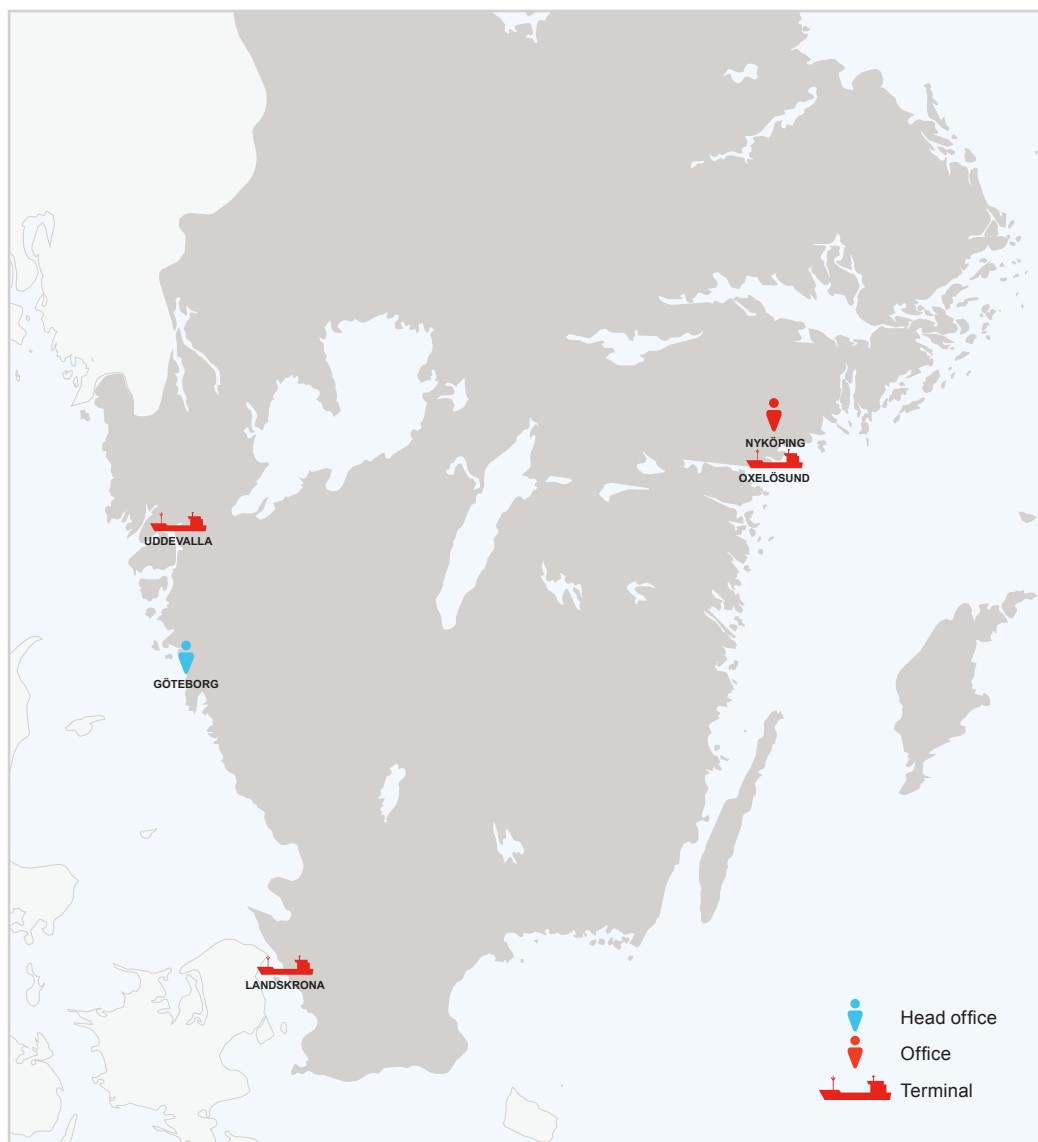 NYKÖPING
OXELÖSUND
UDDEVALLA
GÖTEBORG
LANDSKRONA
Head office
Office
Terminal